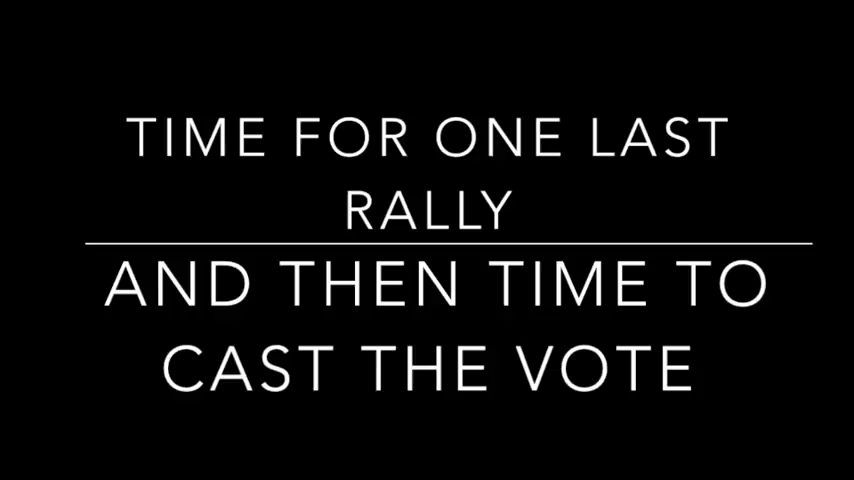 TIME FOR ONE LAST
RALLY
AND THEN TIME TO
CAST THE VOTE